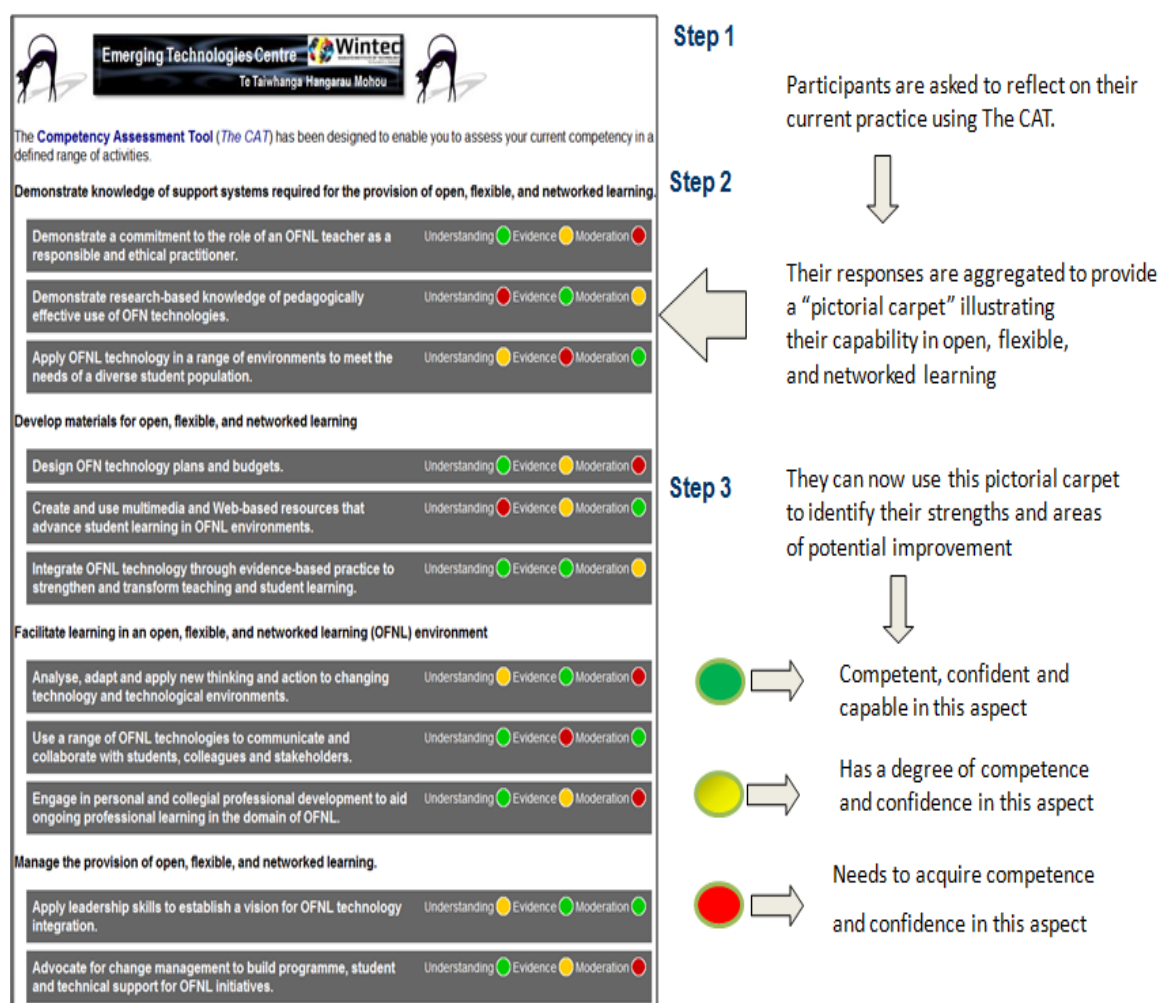 Emerging Technologies Centre
Wintec
Te Taiwhanga Hangarau Mohou
The Competency Assessment Tool (The CAT) has been designed to enable you to assess your current competency in a
defined range of activities.
Demonstrate knowledge of support systems required for the provision of open, flexible, and networked learning.
Demonstrate a commitment to the role of an OFNL teacher as a
responsible and ethical practitioner.
Understanding Evidence Moderation
Demonstrate research-based knowledge of pedagogically
effective use of OFN technologies.
Understanding Evidence Moderation
Apply OFNL technology in a range of environments to meet the
needs of a diverse student population.
Understanding Evidence Moderation
Develop materials for open, flexible, and networked learning
Design OFN technology plans and budgets.
Understanding Evidence Moderation
Create and use multimedia and Web-based resources that
advance student learning in OFNL environments.
Understanding Evidence Moderation
Integrate OFNL technology through evidence-based practice to
strengthen and transform teaching and student learning.
Understanding Evidence Moderation
Facilitate learning in an open, flexible, and networked learning (OFNL) environment
Analyse, adapt and apply new thinking and action to changing
technology and technological environments.
Understanding Evidence Moderation
Use a range of OFNL technologies to communicate and
collaborate with students, colleagues and stakeholders.
Understanding Evidence Moderation
Engage in personal and collegial professional development to aid
ongoing professional learning in the domain of OFNL.
Understanding Evidence Moderation
Manage the provision of open, flexible, and networked learning.
Apply leadership skills to establish a vision for OFNL technology
integration.
Understanding Evidence Moderation
Advocate for change management to build programme, student
and technical support for OFNL initiatives.
Understanding Evidence Moderation
Step 1
Participants are asked to reflect on their
current practice using The CAT.
Step 2
Their responses are aggregated to provide
a “pictorial carpet” illustrating
their capability in open, flexible,
and networked learning
Step 3
They can now use this pictorial carpet
to identify their strengths and areas
of potential improvement
Competent, confident and
capable in this aspect
Has a degree of competence
and confidence in this aspect
Needs to acquire competence
and confidence in this aspect